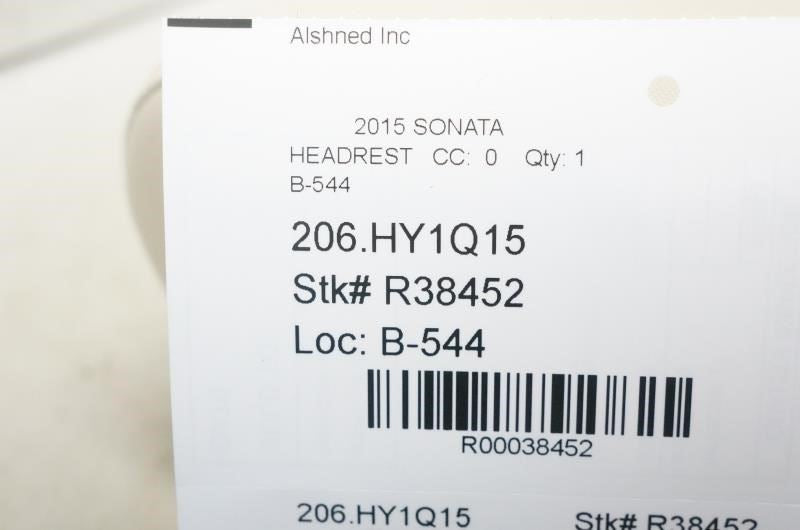 Alshned Inc
2015 SONATA
HEADREST CC: 0 Qty: 1
B-544
206.HY1Q15
Stk# R38452
Loc: B-544
R00038452
206.HY1Q15 Stk# R38452